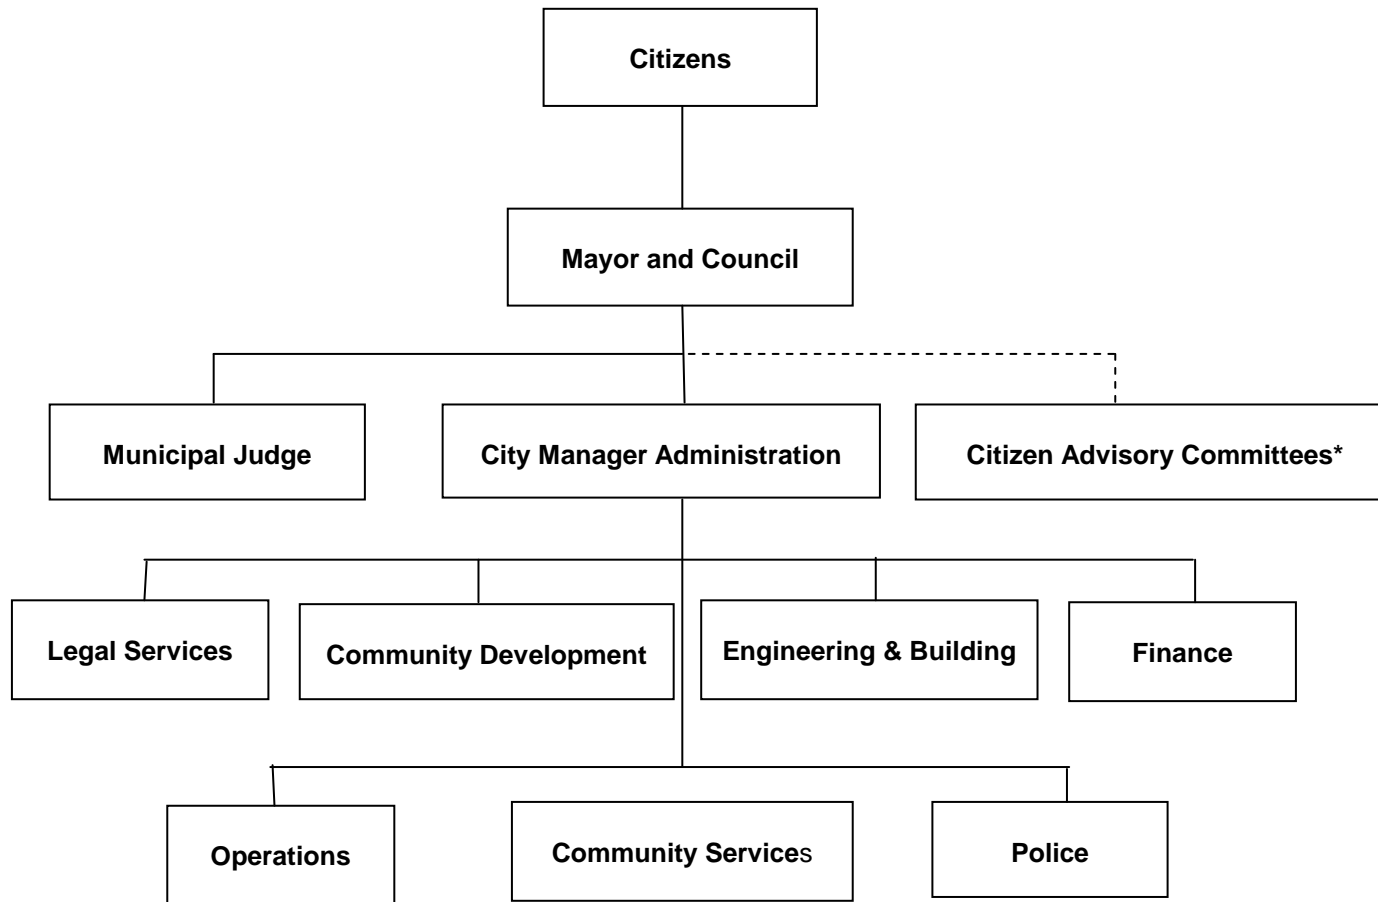 Citizens
Mayor and Council
Municipal Judge
City Manager Administration
Citizen Advisory Committees*
Legal Services
Community Development
Engineering & Building
Finance
Operations
Community Services
Police